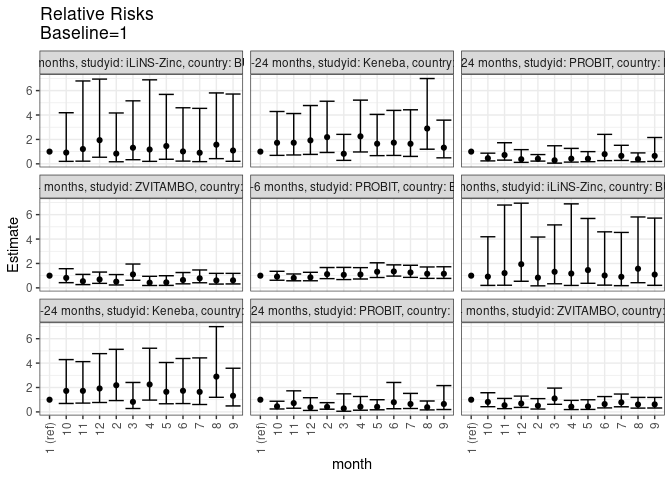 Relative Risks
Baseline=1
months, studyid: iLiNS-Zinc, country: BU
-24 months, studyid: Keneba, country
24 months, studyid: PROBIT, country:
6
4
2
0
months, studyid: ZVITAMBO, country:
-6 months, studyid: PROBIT, country: B
months, studyid: iLiNS-Zinc, country: BU
Estimate
6
4
2
0
-24 months, studyid: Keneba, country:
24 months, studyid: PROBIT, country:
months, studyid: ZVITAMBO, country:
6
4
2
0
1 (ref) 10 11 12 2 3 4 5 6 7 8 9
1 (ref) 10 11 12 2 3 4 5 6 7 8 9
1 (ref) 10 11 12 2 3 4 5 6 7 8 9
month